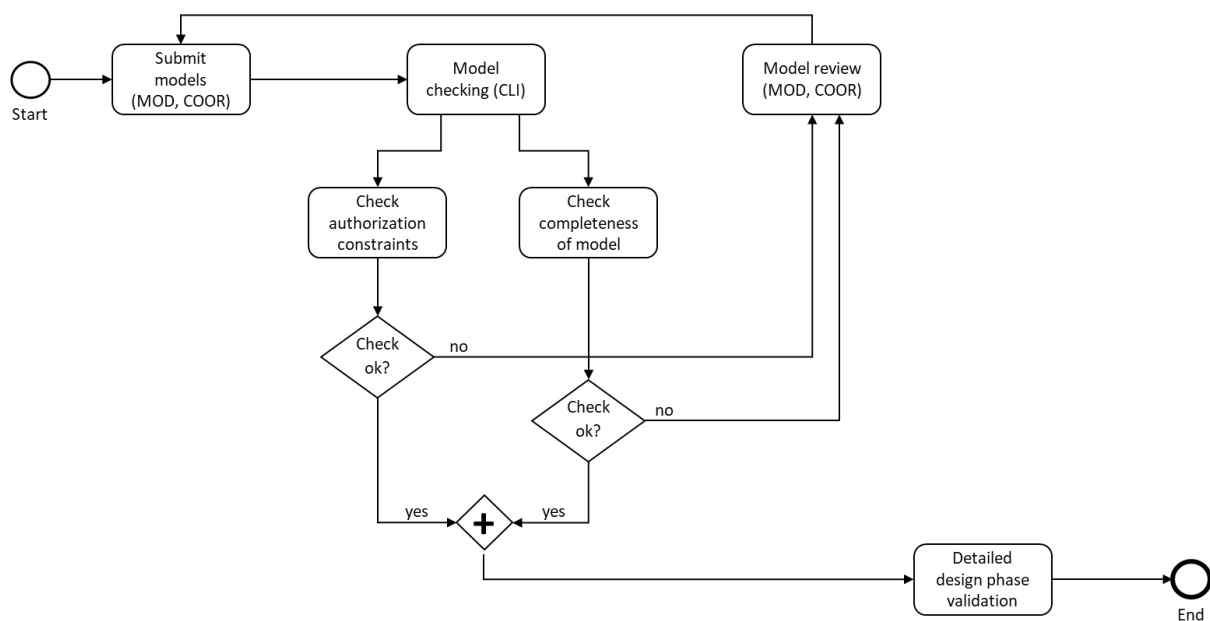 Start
Submit
models
(MOD, COOR)
Model
checking (CLI)
Model review
(MOD, COOR)
Check
authorization
constraints
Check
completeness
of model
Check
ok?
no
Check
ok?
no
yes
yes
Detailed
design phase
validation
End